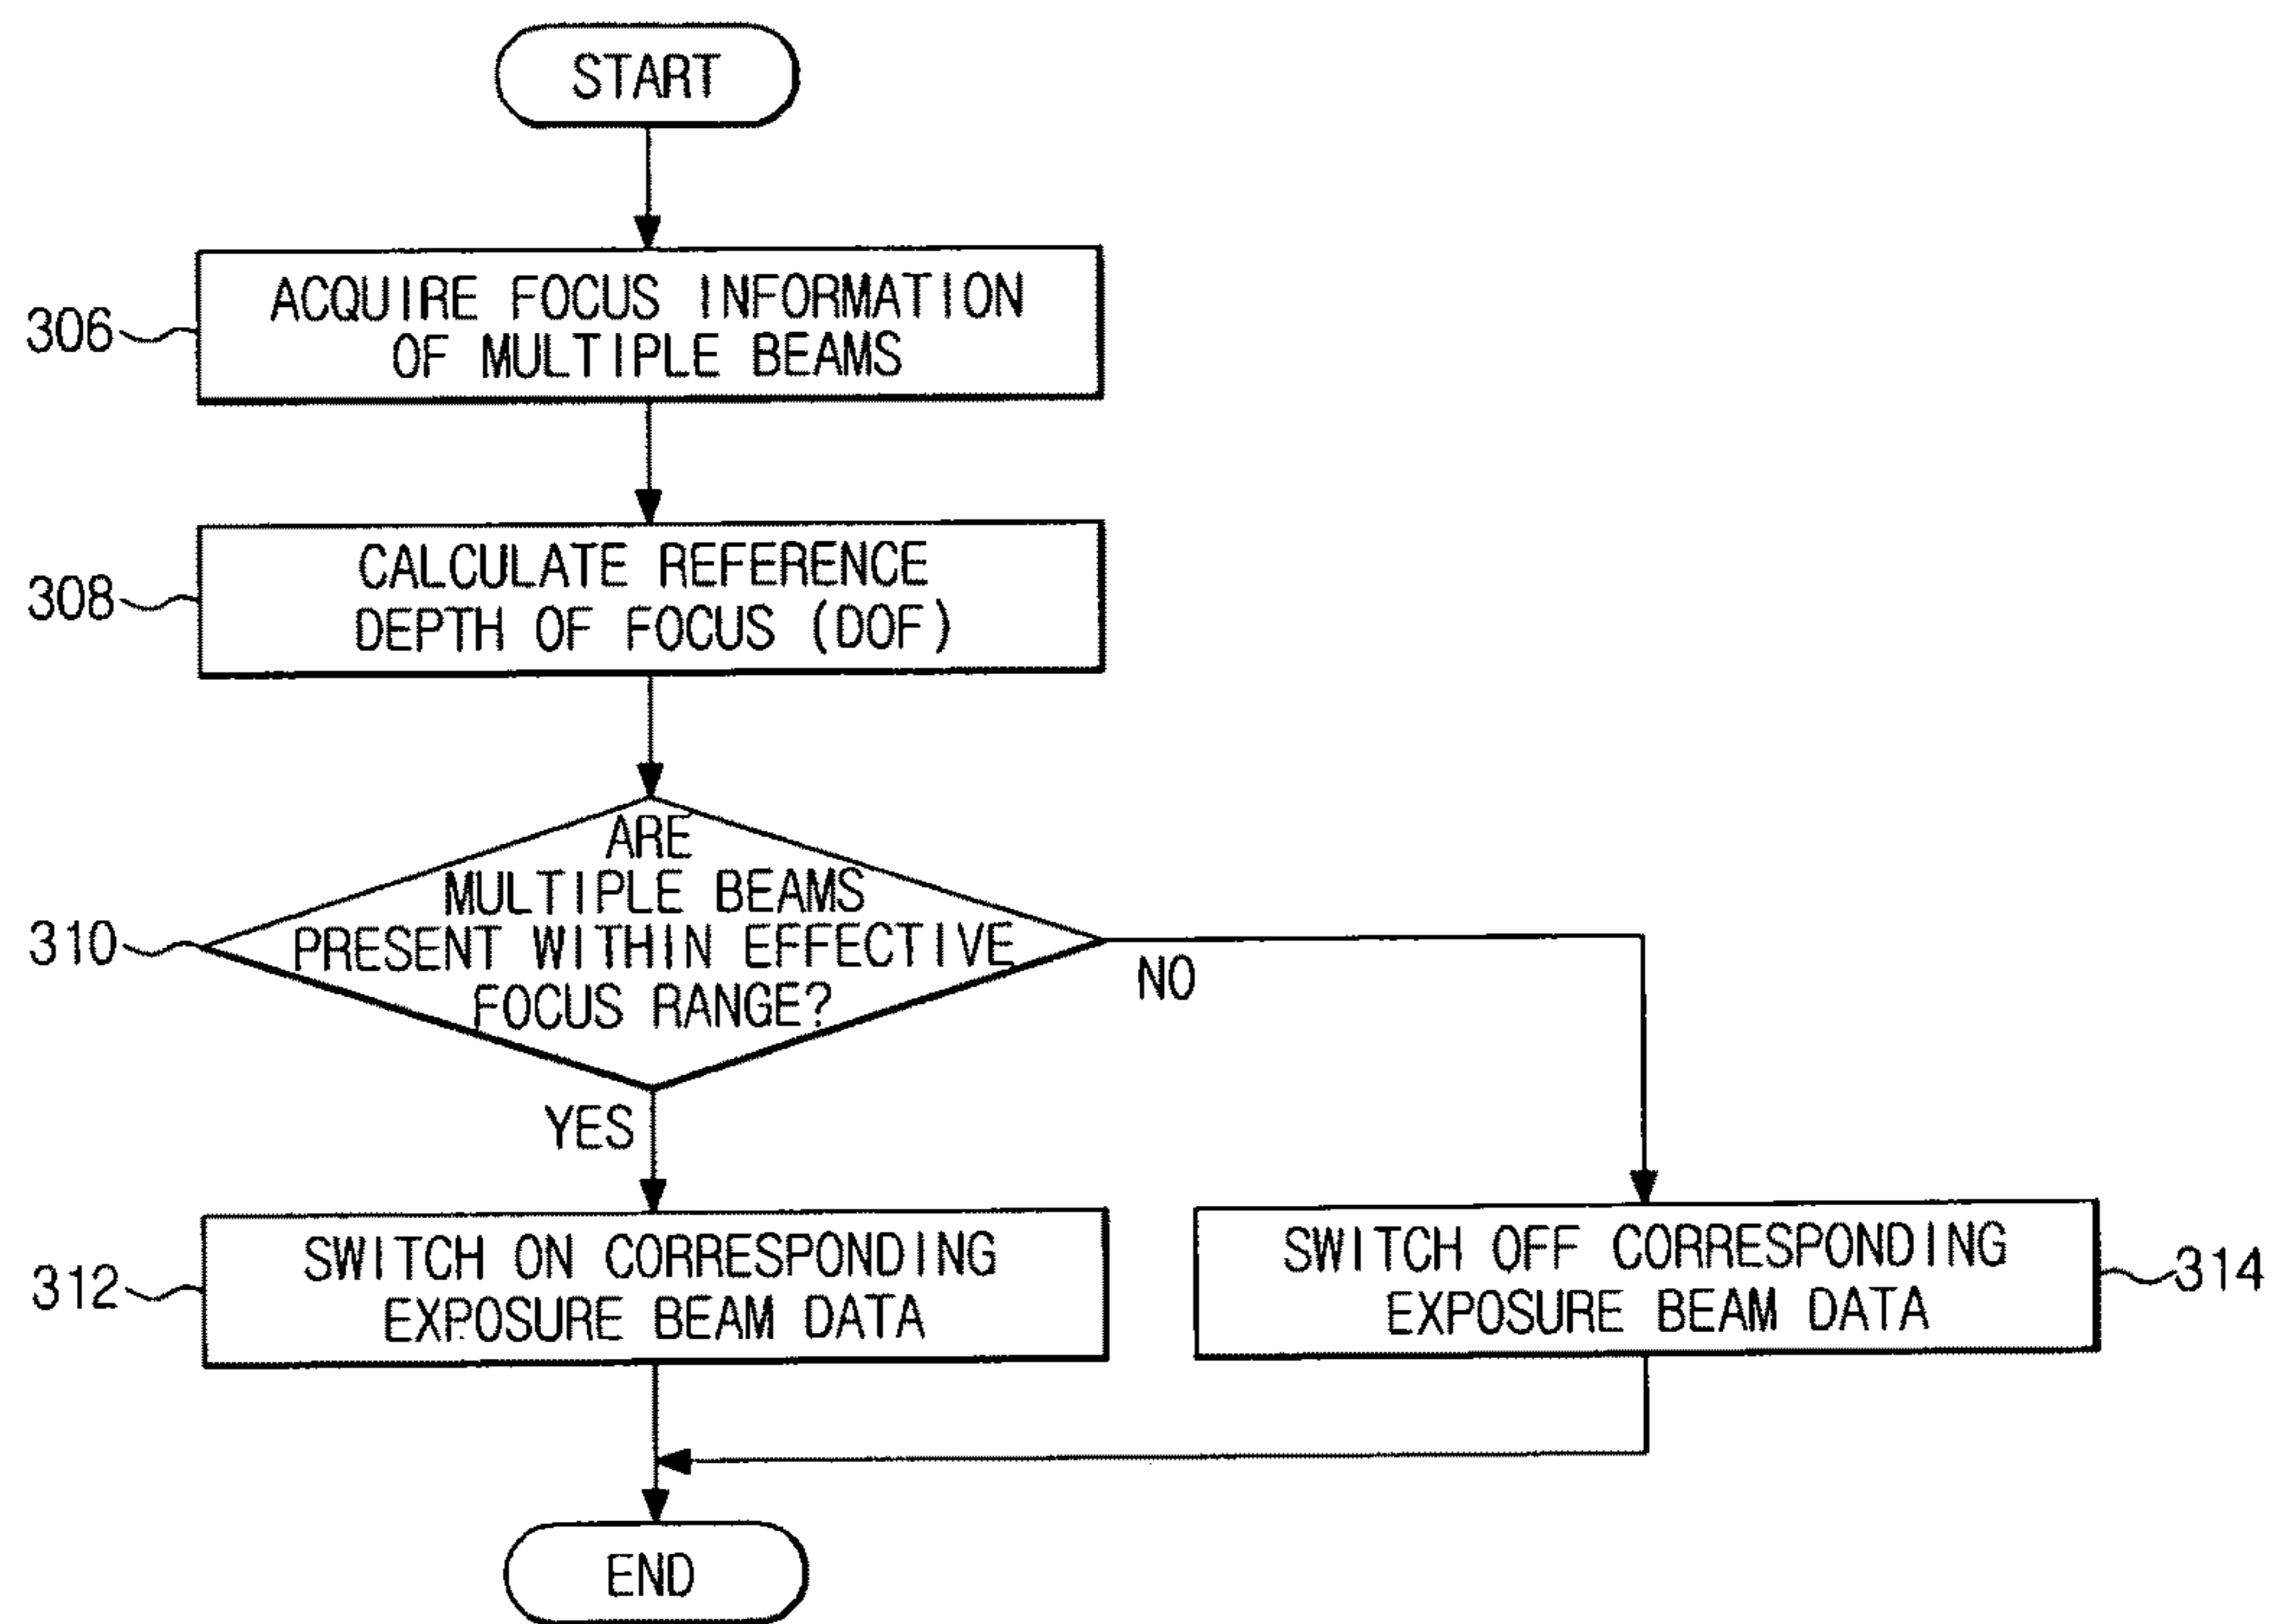 START
306
ACQUIRE FOCUS INFORMATION
OF MULTIPLE BEAMS
308
CALCULATE REFERENCE
DEPTH OF FOCUS (DOF)
310
ARE
MULTIPLE BEAMS
PRESENT WITHIN EFFECTIVE
FOCUS RANGE?
NO
YES
312
SWITCH ON CORRESPONDING
EXPOSURE BEAM DATA
SWITCH OFF CORRESPONDING
EXPOSURE BEAM DATA
314
END